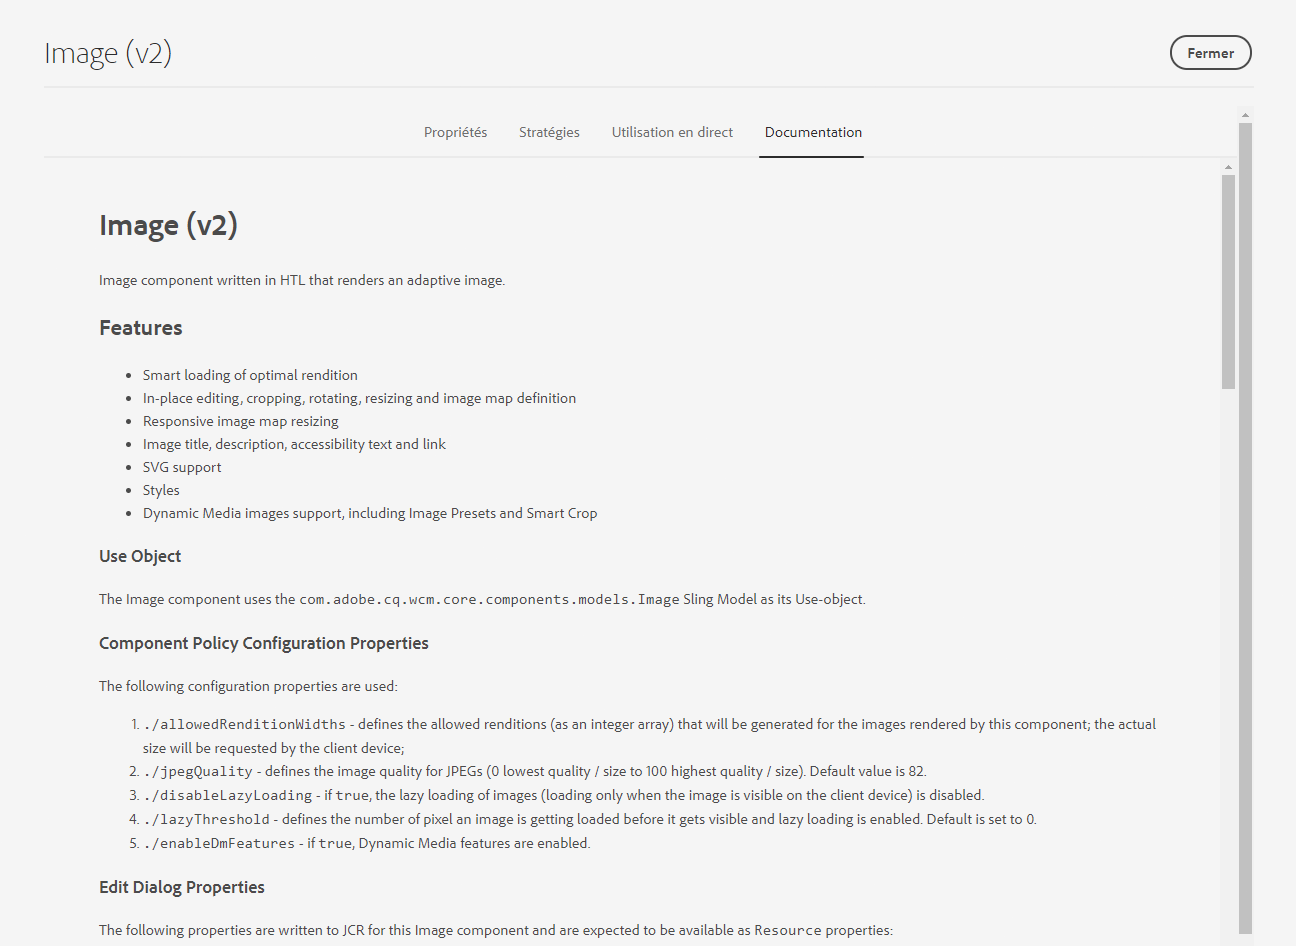 Image (v2)
Fermer
Propriétés Stratégies Utilisation en direct Documentation
Image (v2)
Image component written in HTL that renders an adaptive image.
Features
• Smart loading of optimal rendition
• In-place editing, cropping, rotating, resizing and image map definition
• Responsive image map resizing
• Image title, description, accessibility text and link
• SVG support
• Styles
• Dynamic Media images support, including Image Presets and Smart Crop
Use Object
The Image component uses the com.adobe.cq.wcm.core.components.models.Image Sling Model as its Use-object.
Component Policy Configuration Properties
The following configuration properties are used:
1. ./allowedRenditionWidths - defines the allowed renditions (as an integer array) that will be generated for the images rendered by this component; the actual
size will be requested by the client device;
2. ./jpegQuality - defines the image quality for JPEGs (0 lowest quality / size to 100 highest quality / size). Default value is 82.
3. ./disableLazyLoading - if true, the lazy loading of images (loading only when the image is visible on the client device) is disabled.
4. ./lazyThreshold - defines the number of pixel an image is getting loaded before it gets visible and lazy loading is enabled. Default is set to 0.
5. ./enableDmFeatures - if true, Dynamic Media features are enabled.
Edit Dialog Properties
The following properties are written to JCR for this Image component and are expected to be available as Resource properties: